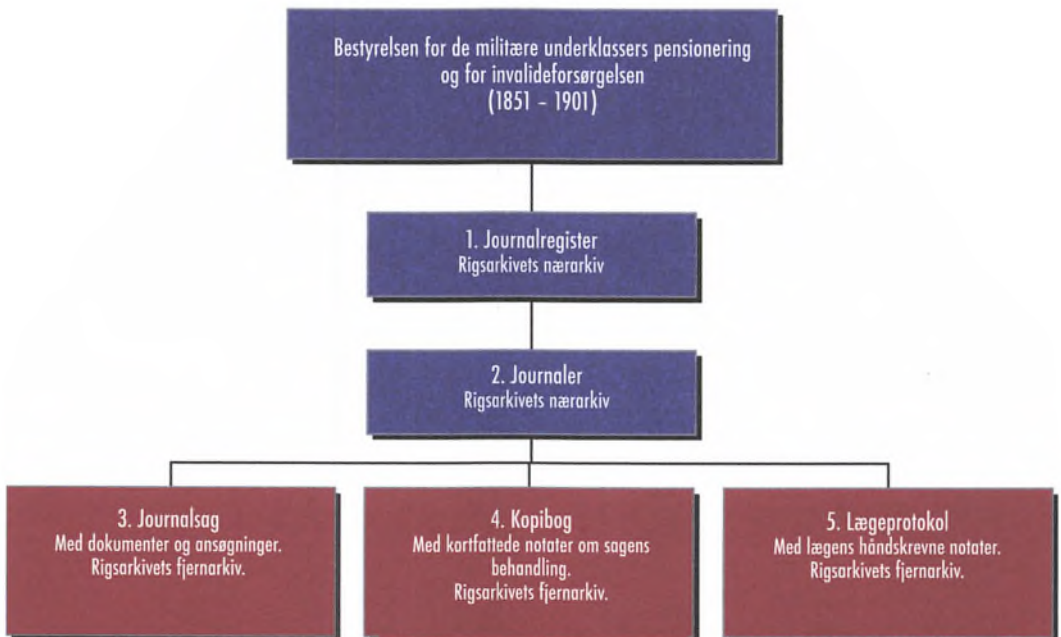 Bestyrelsen for de militære underklassers pensionering
og for invalideforsørgelsen
(1851 – 1901)
1. Journalregister
Rigsarkivets nærarkiv
2. Journaler
Rigsarkivets nærarkiv
3. Journalsag
Med dokumenter og ansøgninger.
Rigsarkivets fjernarkiv.
4. Kopibog
Med kortfattede notater om sagens
behandling.
Rigsarkivets fjernarkiv.
5. Lægeprotokol
Med lægens håndskrevne notater.
Rigsarkivets fjernarkiv.